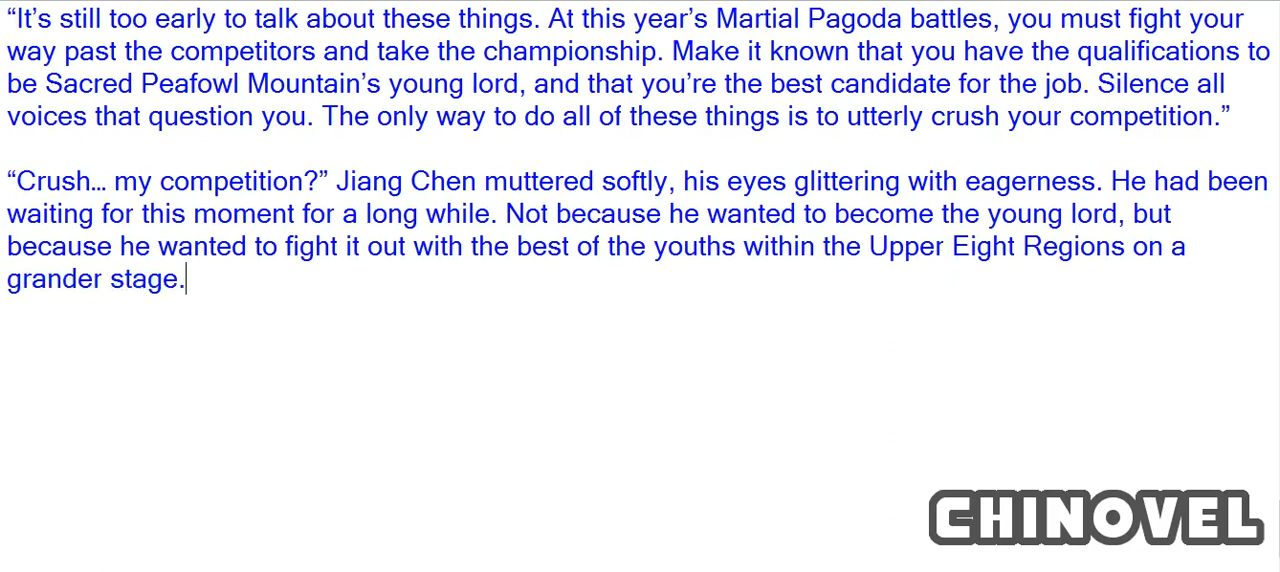 “It’s still too early to talk about these things. At this year’s Martial Pagoda battles, you must fight your
way past the competitors and take the championship. Make it known that you have the qualifications to
be Sacred Peafowl Mountain’s young lord, and that you’re the best candidate for the job. Silence all
voices that question you. The only way to do all of these things is to utterly crush your competition.”
“Crush… my competition?” Jiang Chen muttered softly, his eyes glittering with eagerness. He had been
waiting for this moment for a long while. Not because he wanted to become the young lord, but
because he wanted to fight it out with the best of the youths within the Upper Eight Regions on a
grander stage.
CHINOVEL